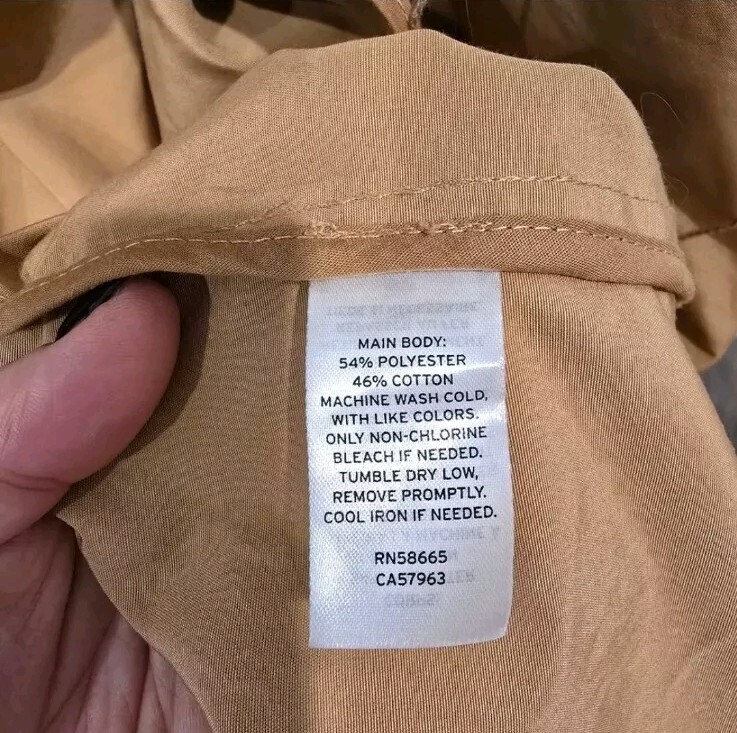 MAIN BODY:
54% POLYESTER
46% COTTON
MACHINE WASH COLD,
WITH LIKE COLORS.
ONLY NON-CHLORINE
BLEACH IF NEEDED.
TUMBLE DRY LOW,
REMOVE PROMPTLY.
COOL IRON IF NEEDED.
RN58665
CA57963